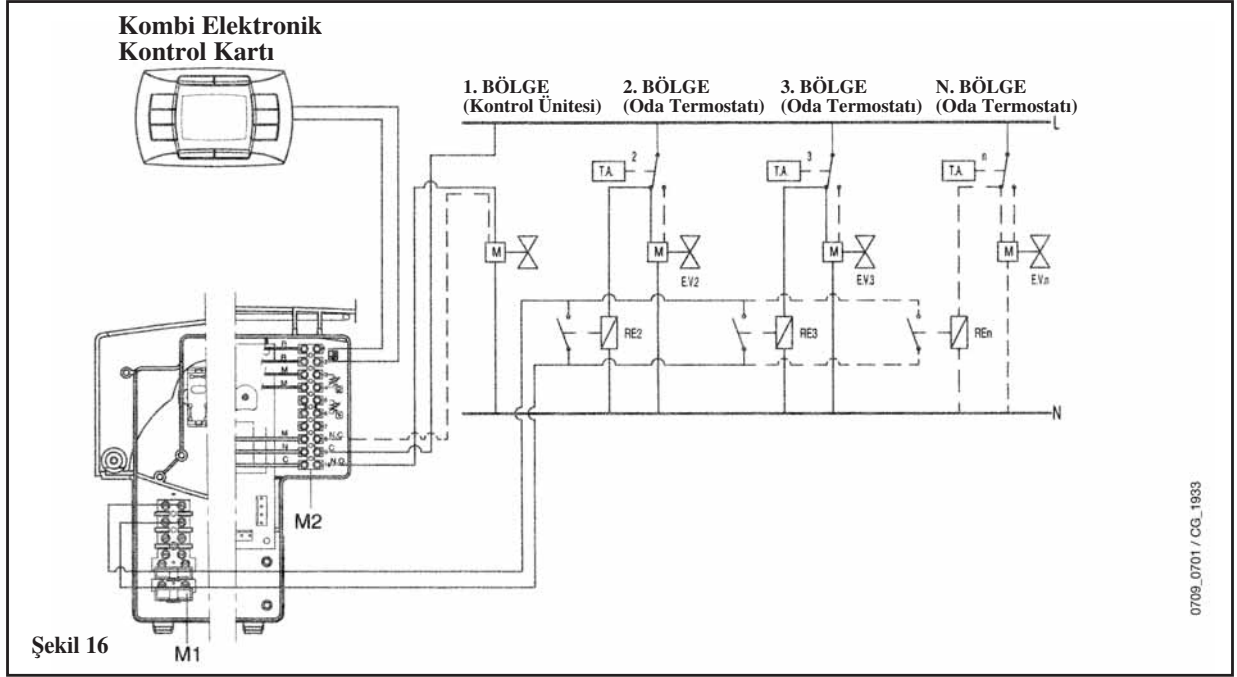 Kombi Elektronik
Kontrol Kartı
1. BÖLGE
(Kontrol Ünitesi)
2. BÖLGE
(Oda Termostatı)
3. BÖLGE
(Oda Termostatı)
N. BÖLGE
(Oda Termostatı)
L
T.A.
2
T.A.
3
T.A.
n
M
M
E.V.2
M
E.V.3
M
E.V.n
RE2
RE3
REn
N
R
R
M
M
M
N
C
N.C
C
N.O
M2
M1
Şekil 16
0709_0701 / CG_1933